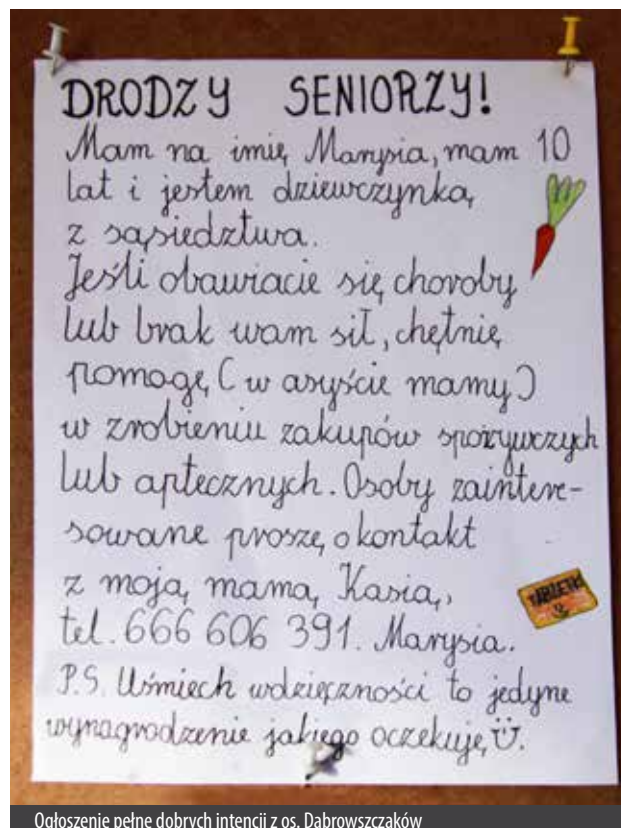 DRODZY SENIORZY!
Mam na imię Marysia, mam 10
lat i jestem dziewczynką
z sąsiedztwa.
Jeśli obawiacie się choroby
lub brak wam sił, chętnię
pomogę (w asyście mamy)
w zrobieniu zakupów spożywczych
lub aptecznych. Osoby zaintere-
sowane proszę o kontakt
z moją mamą Kasią,
TABLETKI
tel. 666 606 391. Marysia.
P.S. Uśmiech wdzięczności to jedyne
wynagrodzenie jakiego oczekuję Ü.
Ogłoszenie pełne dobrych intencji z os. Dąbrowszczaków